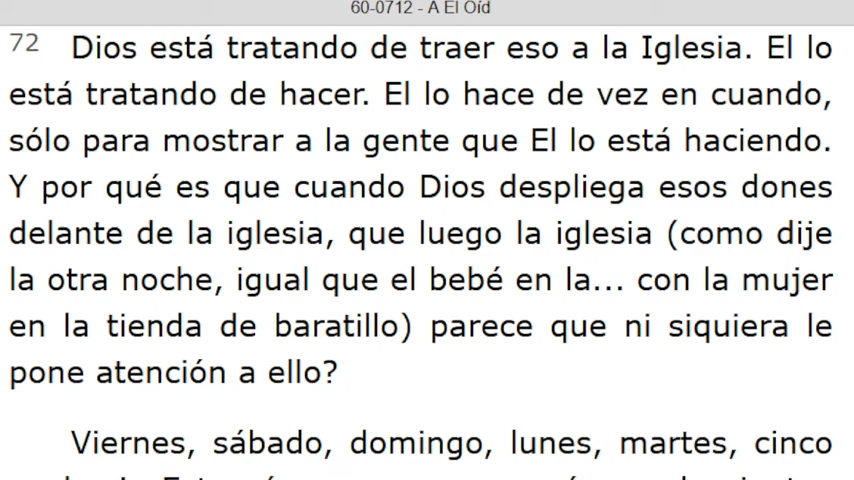 60-0712 - A El Oíd
72 Dios está tratando de traer eso a la Iglesia. El lo
está tratando de hacer. El lo hace de vez en cuando,
sólo para mostrar a la gente que El lo está haciendo.
Y por qué es que cuando Dios despliega esos dones
delante de la iglesia, que luego la iglesia (como dije
la otra noche, igual que el bebé en la... con la mujer
en la tienda de baratillo) parece que ni siquiera le
pone atención a ello?
Viernes, sábado, domingo, lunes, martes, cinco